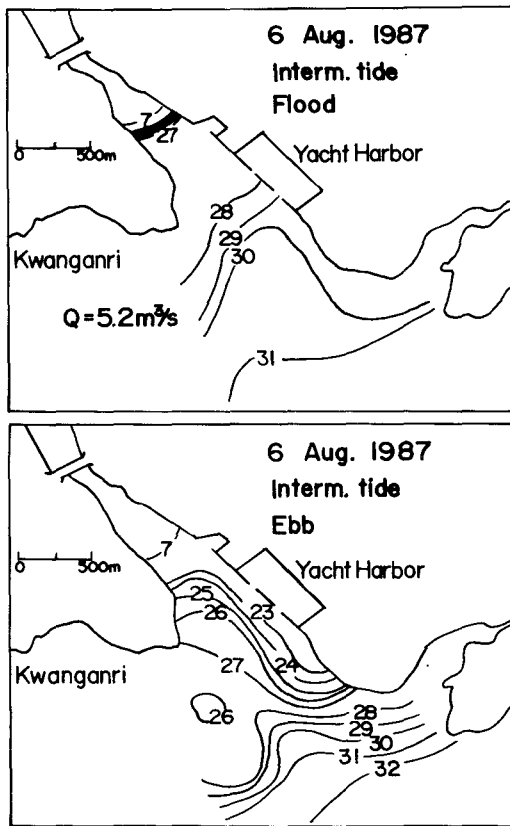 6 Aug. 1987
Interm. tide
Flood
7
27
0 500m
Yacht Harbor
28
29
30
Kwanganri
Q=5.2m³/s
31
6 Aug. 1987
Interm. tide
Ebb
7
0 500m
Yacht Harbor
25
23
26
24
27
Kwanganri
26
28
29
30
31
32